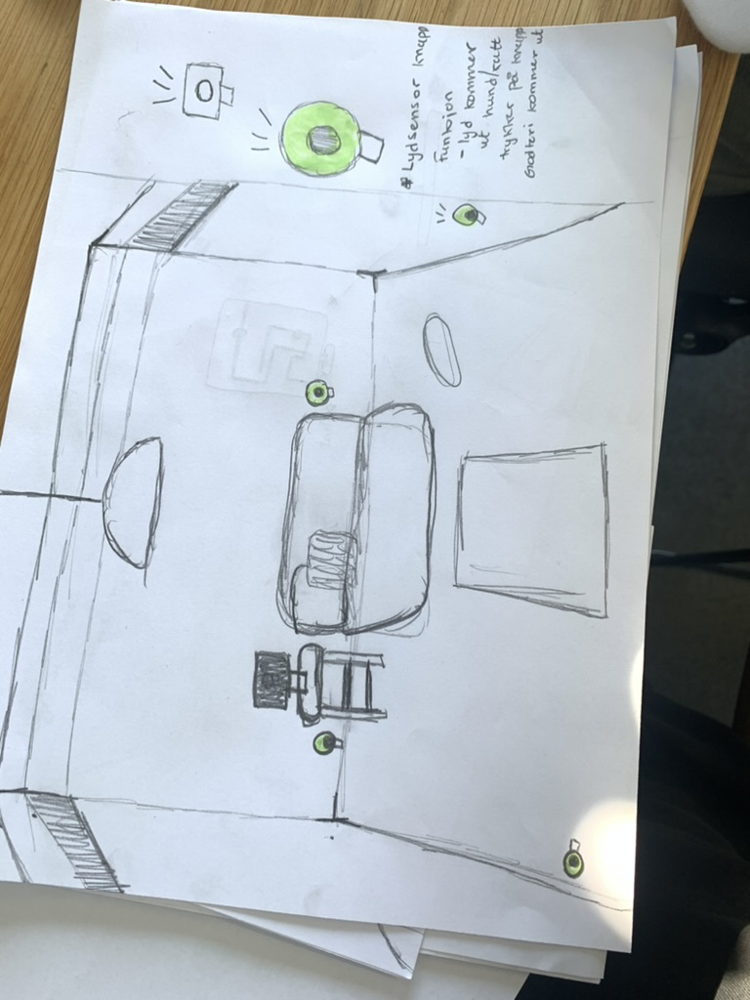 * Lydsensor knapp
Funksjon
- lyd kommer
ut hund/katt
trykker på knapp
Godteri kommer ut